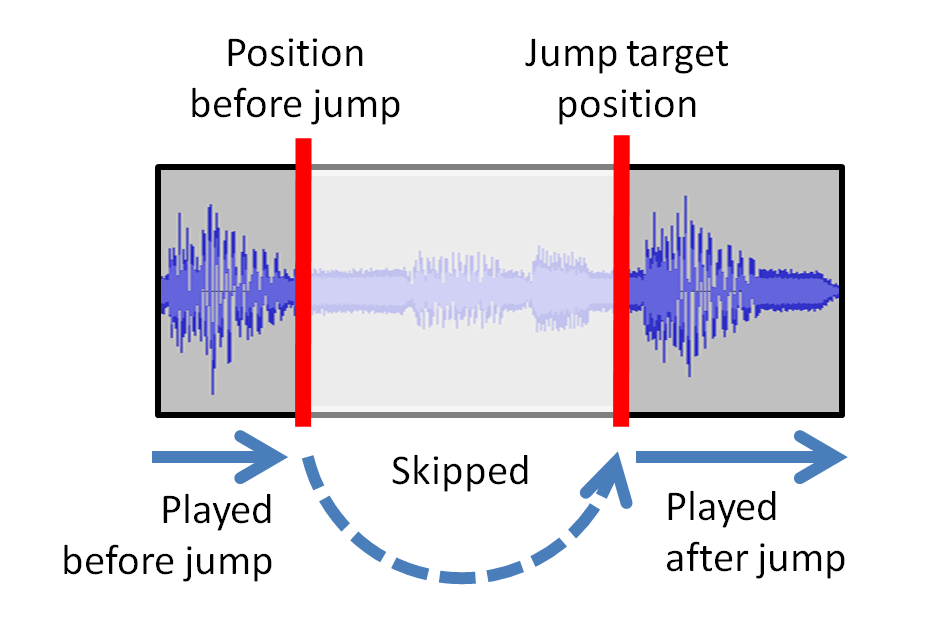 Position
before jump
Jump target
position
Skipped
Played
before jump
Played
after jump